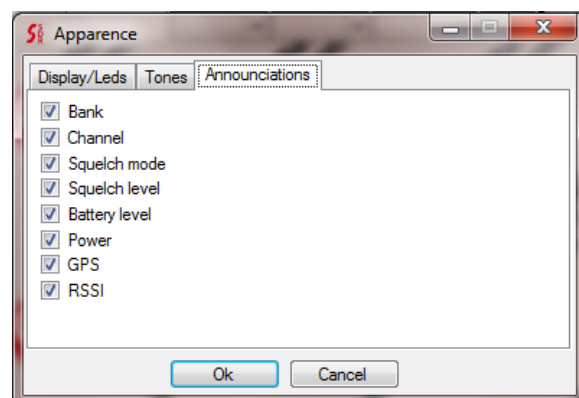 Apparence
Display/Leds Tones Announciations
Bank
Channel
Squelch mode
Squelch level
Battery level
Power
GPS
RSSI
Ok Cancel